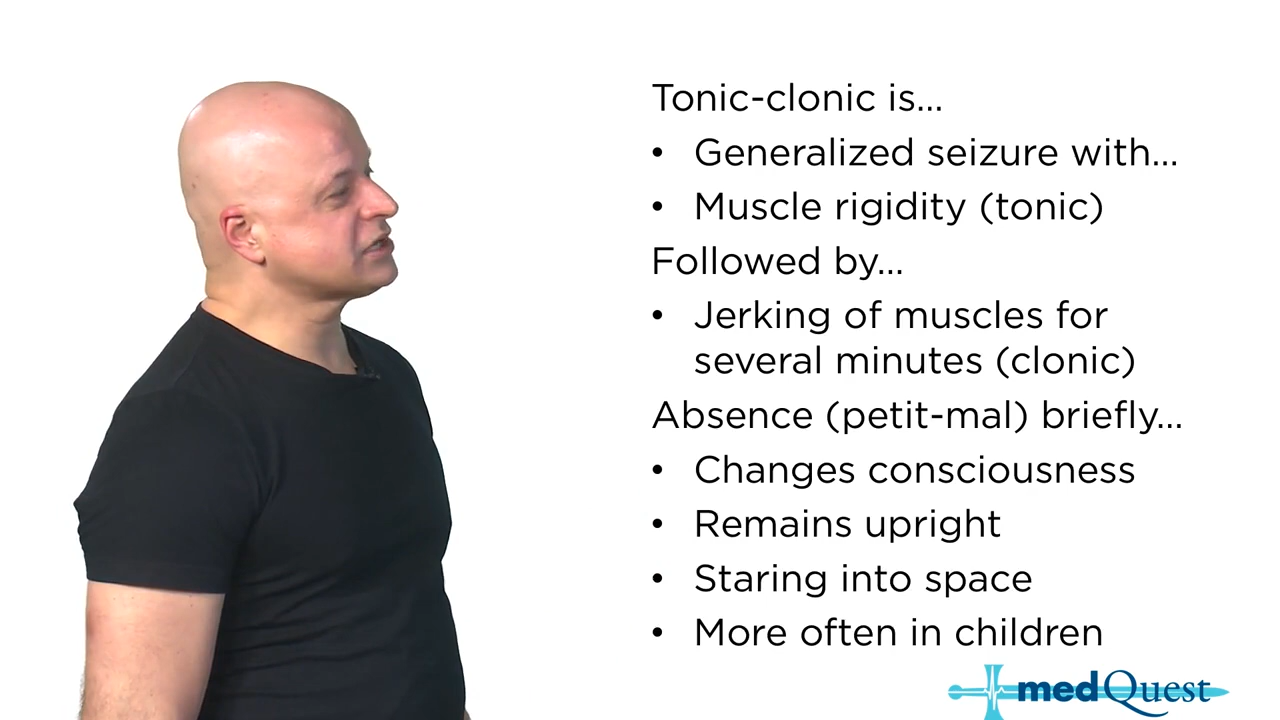 Tonic-clonic is...
• Generalized seizure with...
• Muscle rigidity (tonic)
Followed by...
• Jerking of muscles for
several minutes (clonic)
Absence (petit-mal) briefly...
• Changes consciousness
• Remains upright
• Staring into space
• More often in children
medQuest